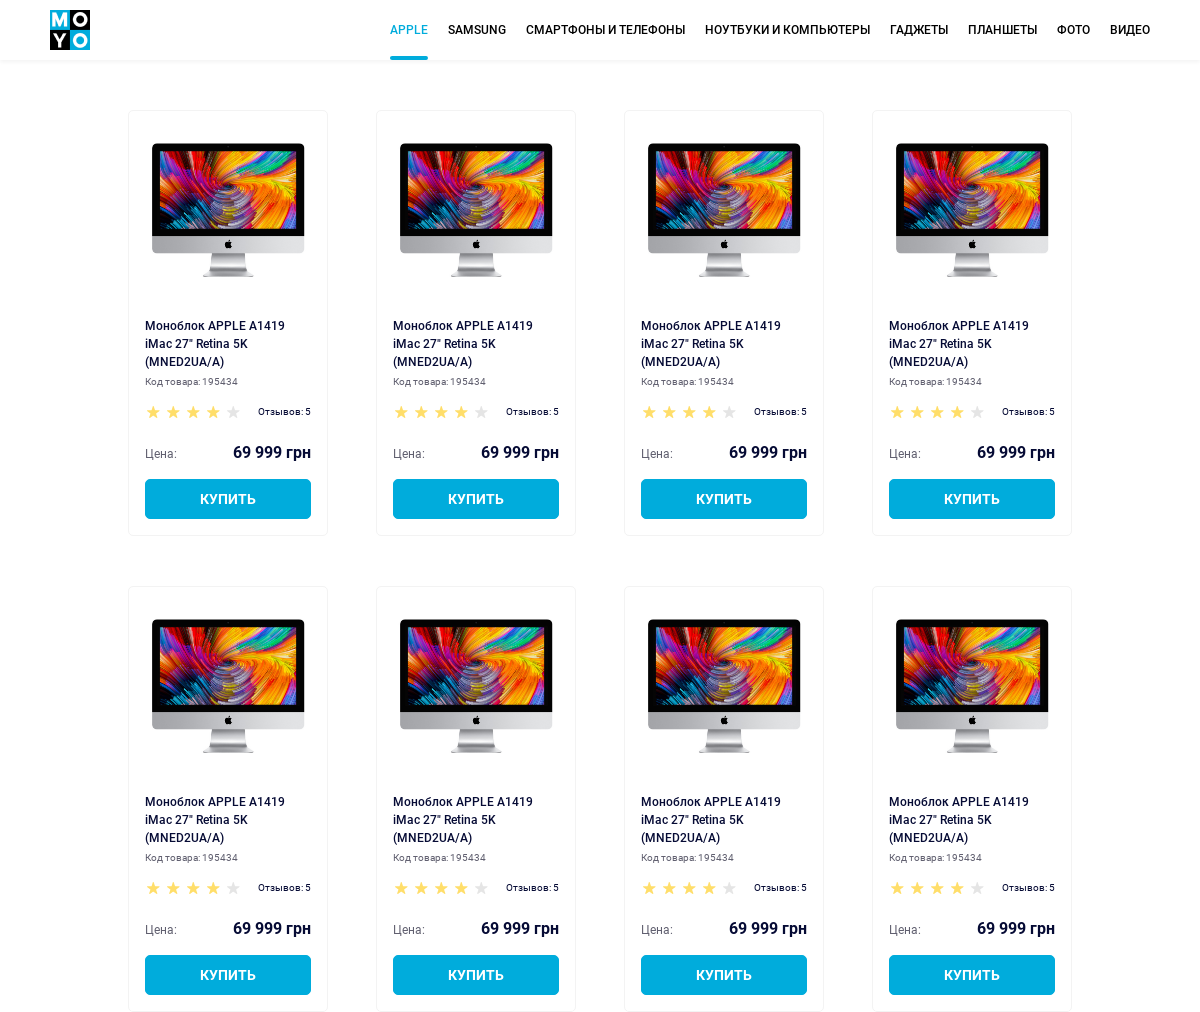 MO
YO
APPLE SAMSUNG СМАРТФОНЫ И ТЕЛЕФОНЫ НОУТБУКИ И КОМПЬЮТЕРЫ ГАДЖЕТЫ ПЛАНШЕТЫ ФОТО ВИДЕО
Моноблок APPLE A1419
iMac 27" Retina 5K
(MNED2UA/A)
Код товара: 195434
Отзывов: 5
Цена: 69 999 грн
КУПИТЬ
Моноблок APPLE A1419
iMac 27" Retina 5K
(MNED2UA/A)
Код товара: 195434
Отзывов: 5
Цена: 69 999 грн
КУПИТЬ
Моноблок APPLE A1419
iMac 27" Retina 5K
(MNED2UA/A)
Код товара: 195434
Отзывов: 5
Цена: 69 999 грн
КУПИТЬ
Моноблок APPLE A1419
iMac 27" Retina 5K
(MNED2UA/A)
Код товара: 195434
Отзывов: 5
Цена: 69 999 грн
КУПИТЬ
Моноблок APPLE A1419
iMac 27" Retina 5K
(MNED2UA/A)
Код товара: 195434
Отзывов: 5
Цена: 69 999 грн
КУПИТЬ
Моноблок APPLE A1419
iMac 27" Retina 5K
(MNED2UA/A)
Код товара: 195434
Отзывов: 5
Цена: 69 999 грн
КУПИТЬ
Моноблок APPLE A1419
iMac 27" Retina 5K
(MNED2UA/A)
Код товара: 195434
Отзывов: 5
Цена: 69 999 грн
КУПИТЬ
Моноблок APPLE A1419
iMac 27" Retina 5K
(MNED2UA/A)
Код товара: 195434
Отзывов: 5
Цена: 69 999 грн
КУПИТЬ